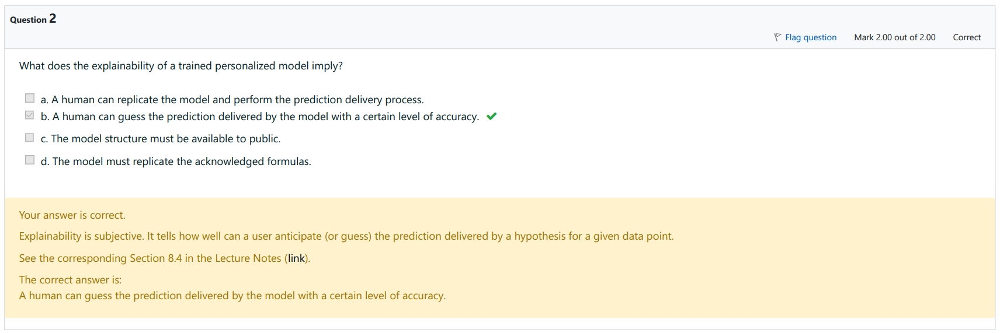 Question 2
Flag question Mark 2.00 out of 2.00 Correct
What does the explainability of a trained personalized model imply?
a. A human can replicate the model and perform the prediction delivery process.
b. A human can guess the prediction delivered by the model with a certain level of accuracy.
c. The model structure must be available to public.
d. The model must replicate the acknowledged formulas.
Your answer is correct.
Explainability is subjective. It tells how well can a user anticipate (or guess) the prediction delivered by a hypothesis for a given data point.
See the corresponding Section 8.4 in the Lecture Notes (link).
The correct answer is:
A human can guess the prediction delivered by the model with a certain level of accuracy.